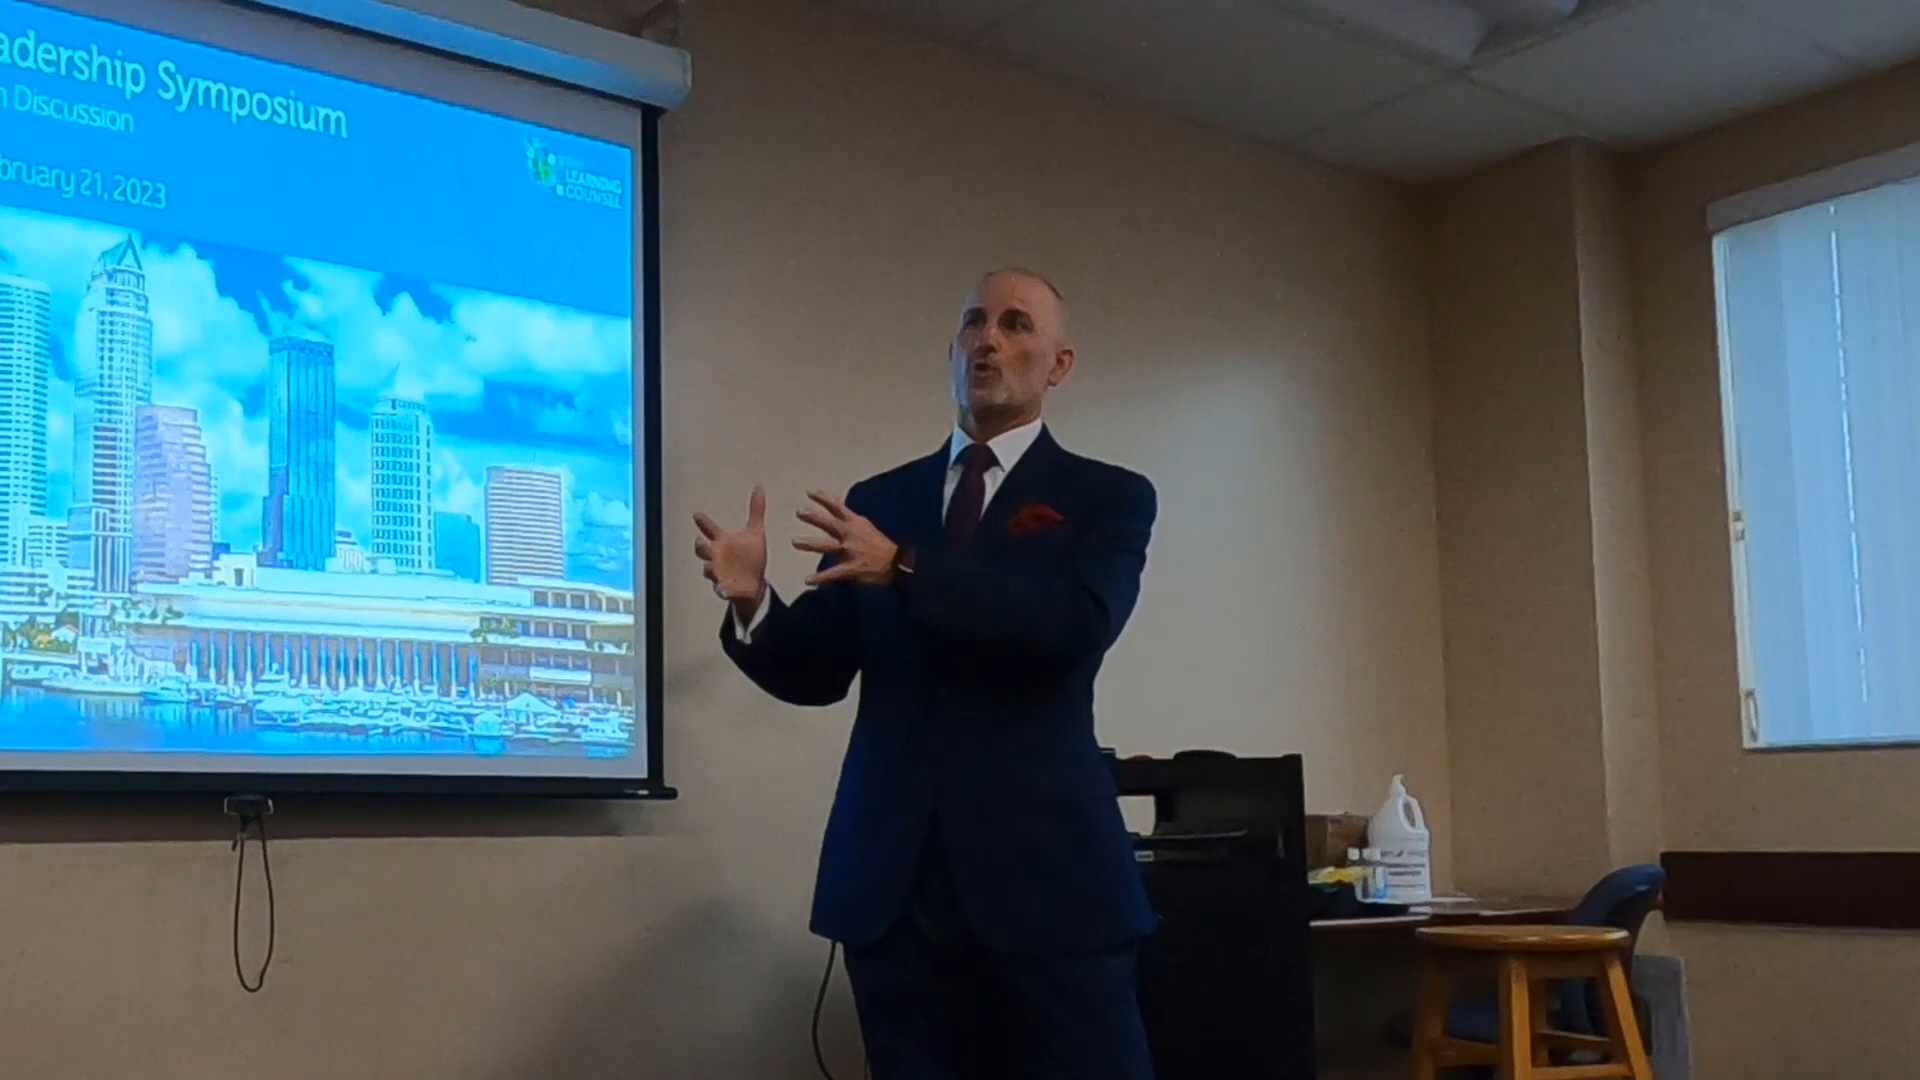 adership Symposium
n Discussion
bruary 21, 2023
LEARNING
COUNSEL